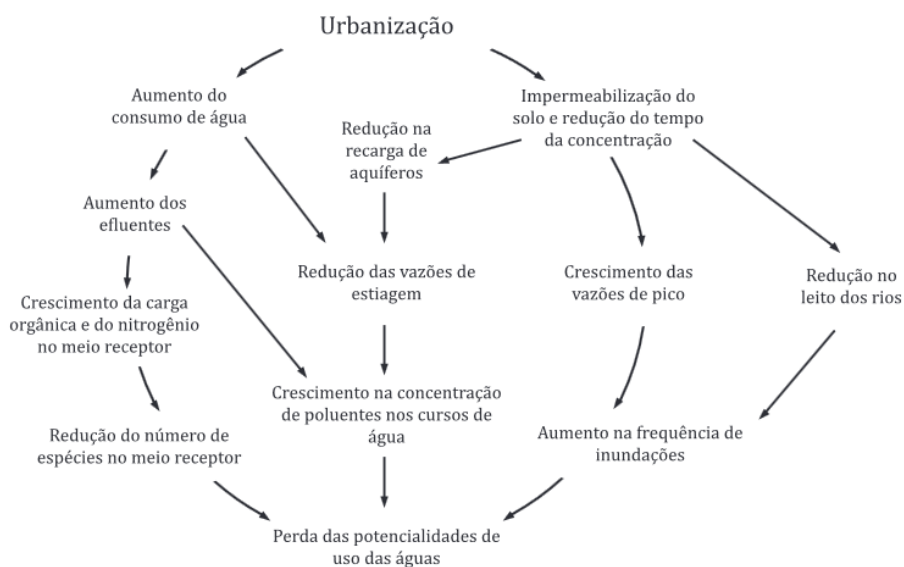 Urbanização
Aumento do
consumo de água
Impermeabilização do
solo e redução do tempo
da concentração
Redução na
recarga de
aquíferos
Aumento dos
efluentes
Redução das vazões de
estiagem
Crescimento das
vazões de pico
Redução no
leito dos rios
Crescimento da carga
orgânica e do nitrogênio
no meio receptor
Crescimento na concentração
de poluentes nos cursos de
água
Redução do número de
espécies no meio receptor
Aumento na frequência de
inundações
Perda das potencialidades de
uso das águas